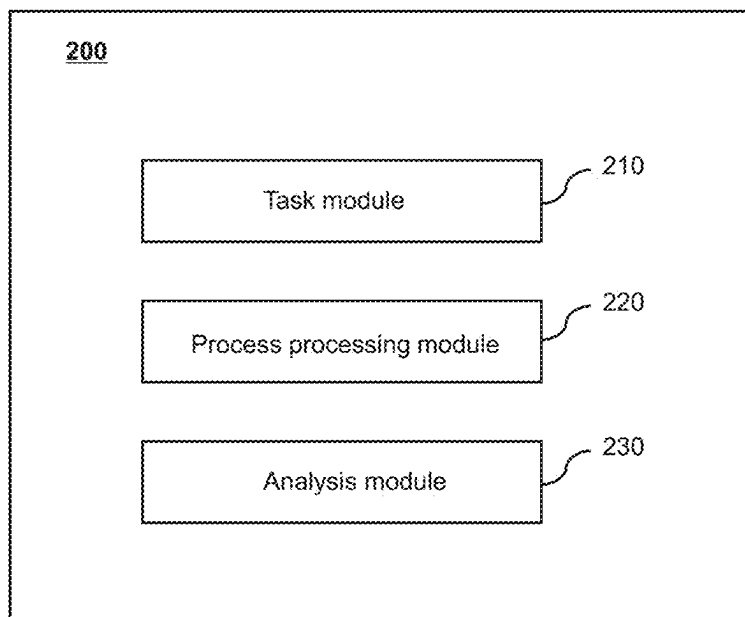 200
210
Task module
220
Process processing module
230
Analysis module